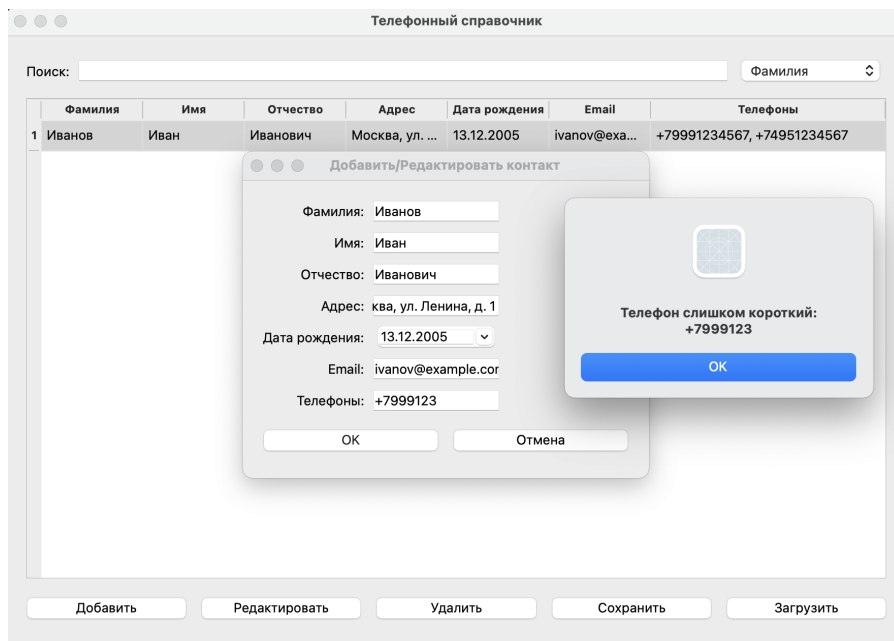 Телефонный справочник
Поиск:
Фамилия
Фамилия Имя Отчество Адрес Дата рождения Email Телефоны
1 Иванов Иван Иванович Москва, ул. ... 13.12.2005 ivanov@exa... +79991234567, +74951234567
Добавить/Редактировать контакт
Фамилия: Иванов
Имя: Иван
Отчество: Иванович
Адрес: ква, ул. Ленина, д. 1
Дата рождения: 13.12.2005
Email: ivanov@example.cor
Телефоны: +7999123
OK Отмена
Телефон слишком короткий:
+7999123
OK
Добавить Редактировать Удалить Сохранить Загрузить